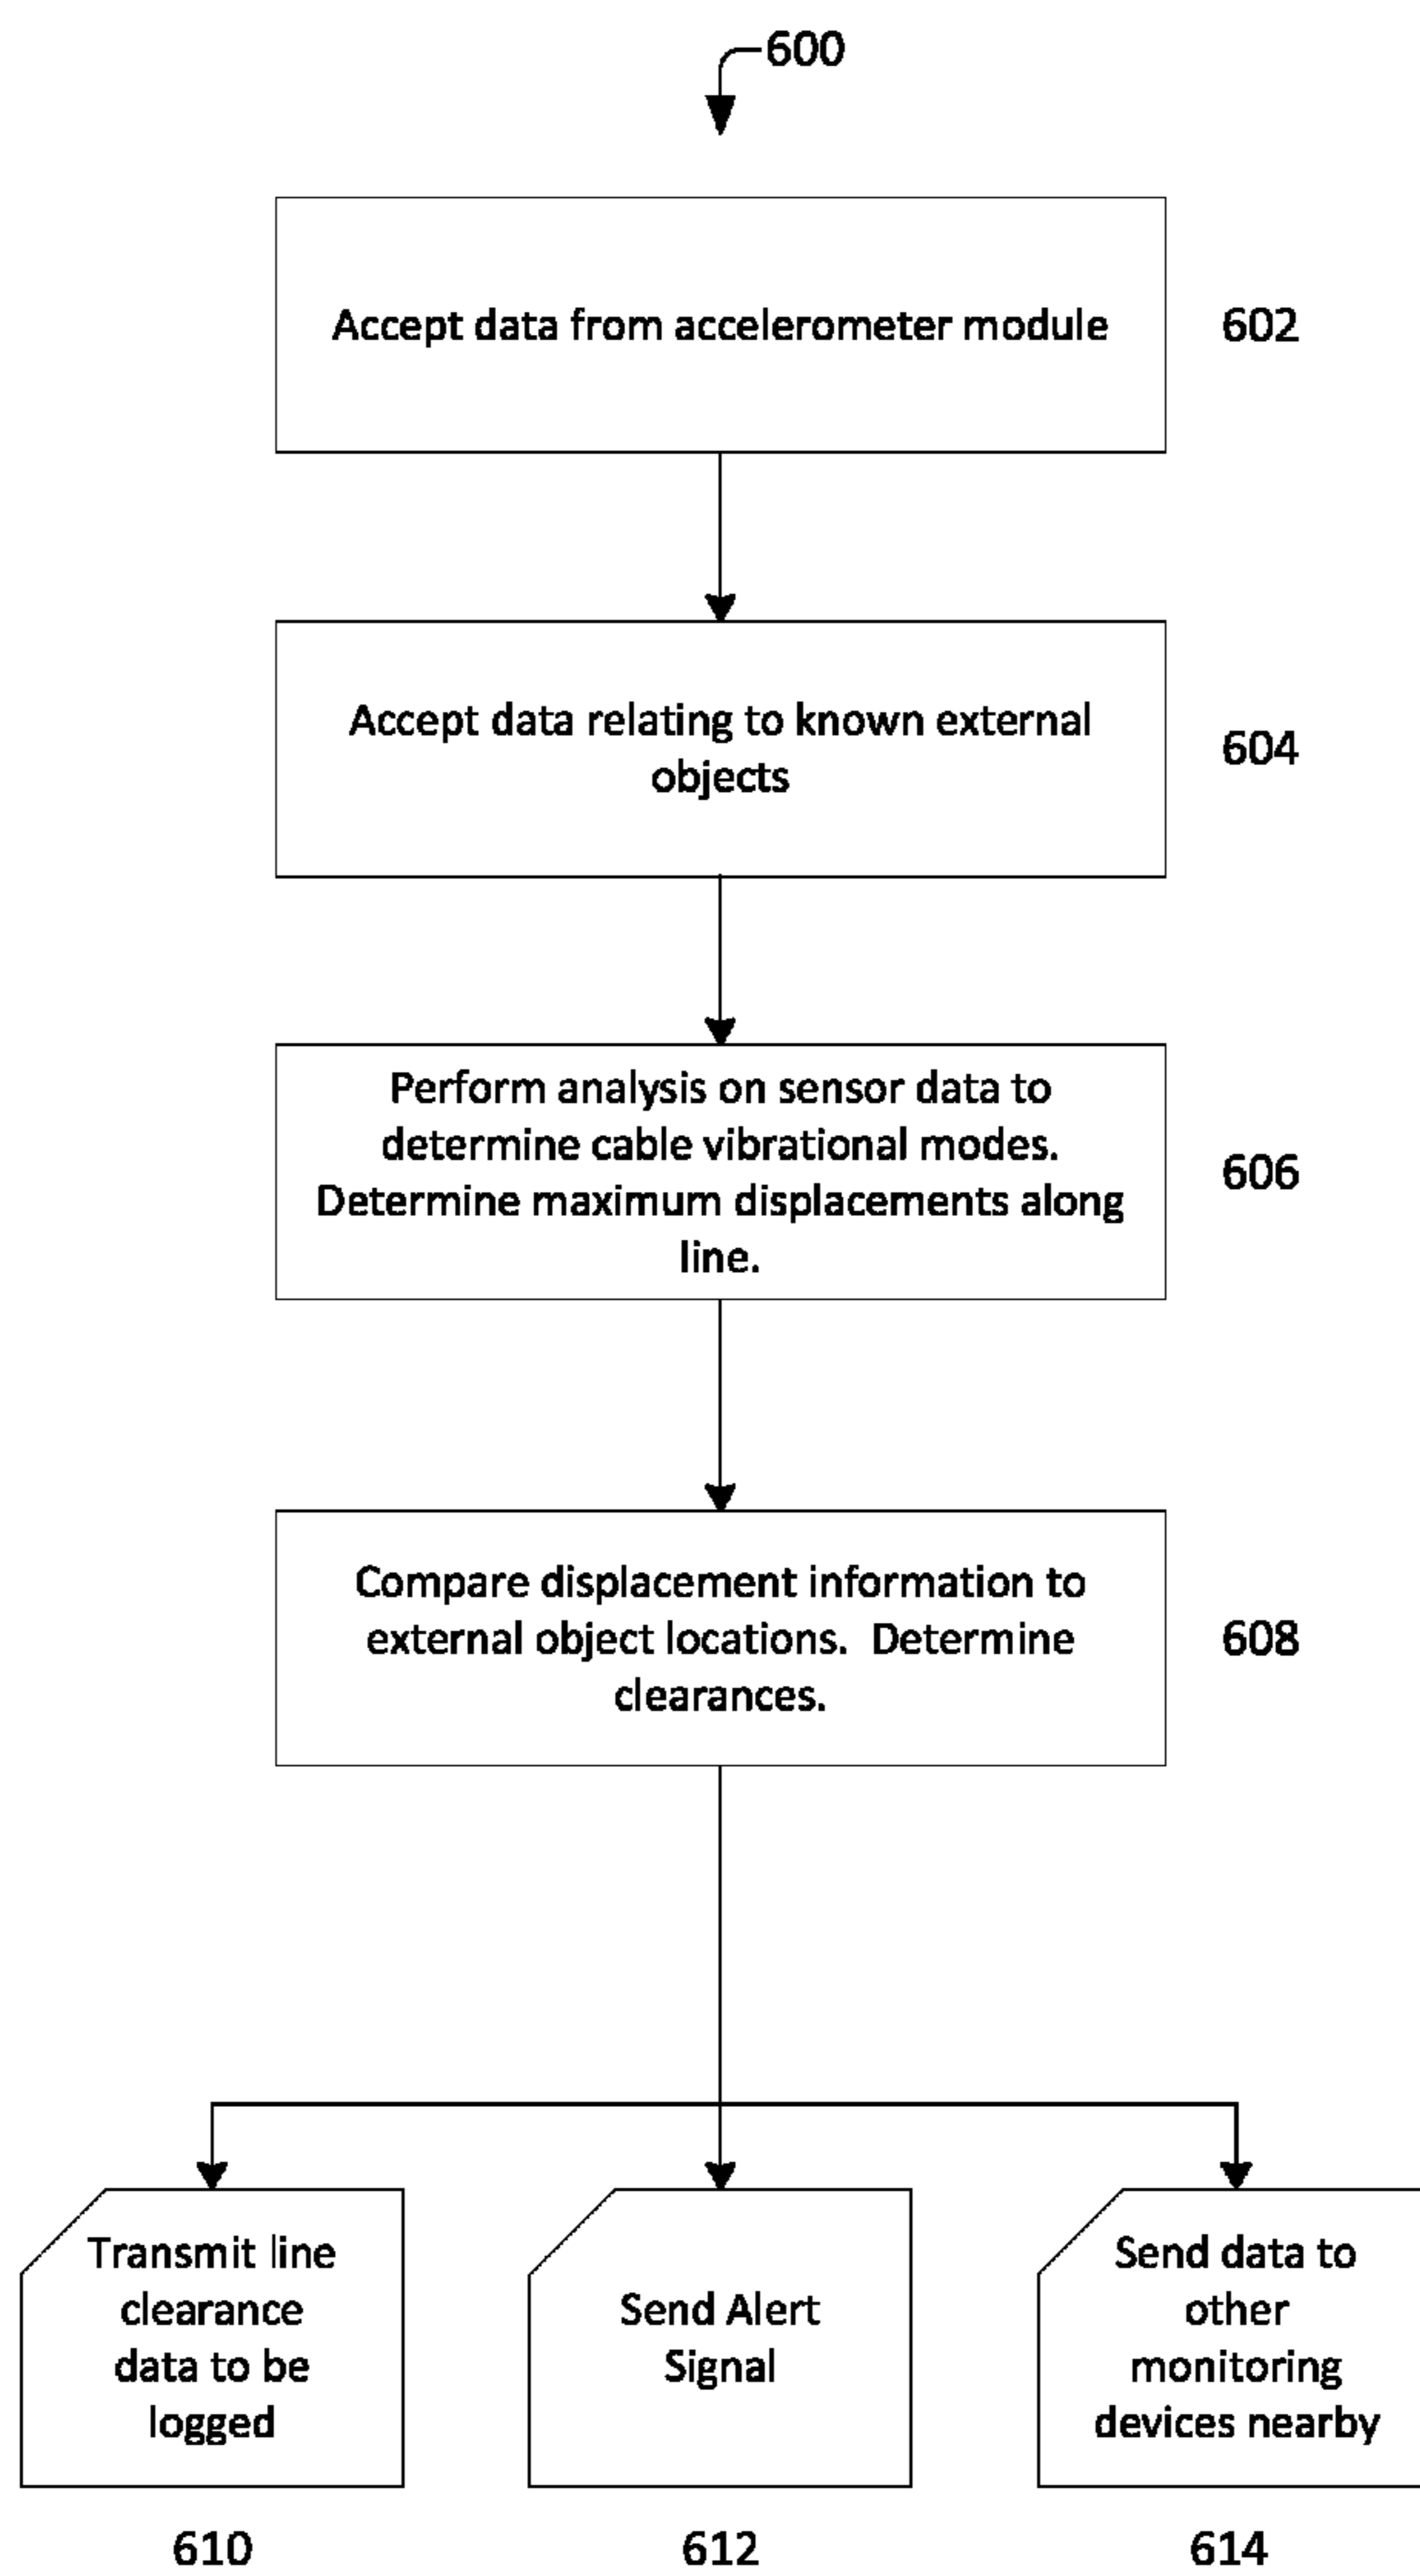 600
Accept data from accelerometer module
602
Accept data relating to known external
objects
604
Perform analysis on sensor data to
determine cable vibrational modes.
Determine maximum displacements along
line.
606
Compare displacement information to
external object locations.  Determine
clearances.
608
Transmit line
clearance
data to be
logged
610
Send Alert
Signal
612
Send data to
other
monitoring
devices nearby
614